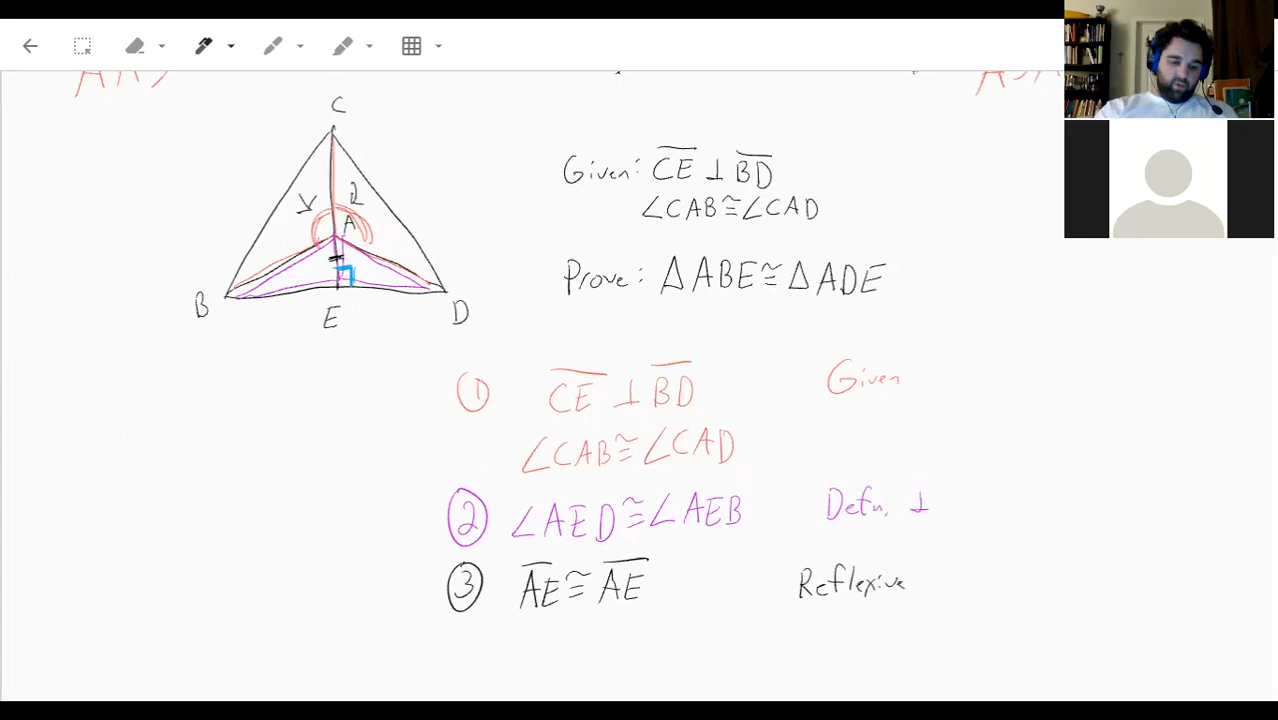 C
A
B
E
D
Given: CE ⊥ BD
∠CAB ≅ ∠CAD
Prove: △ABE ≅ △ADE
① CE ⊥ BD Given
∠CAB ≅ ∠CAD
② ∠AED ≅ ∠AEB Defn. ⊥
③ AE ≅ AE Reflexive